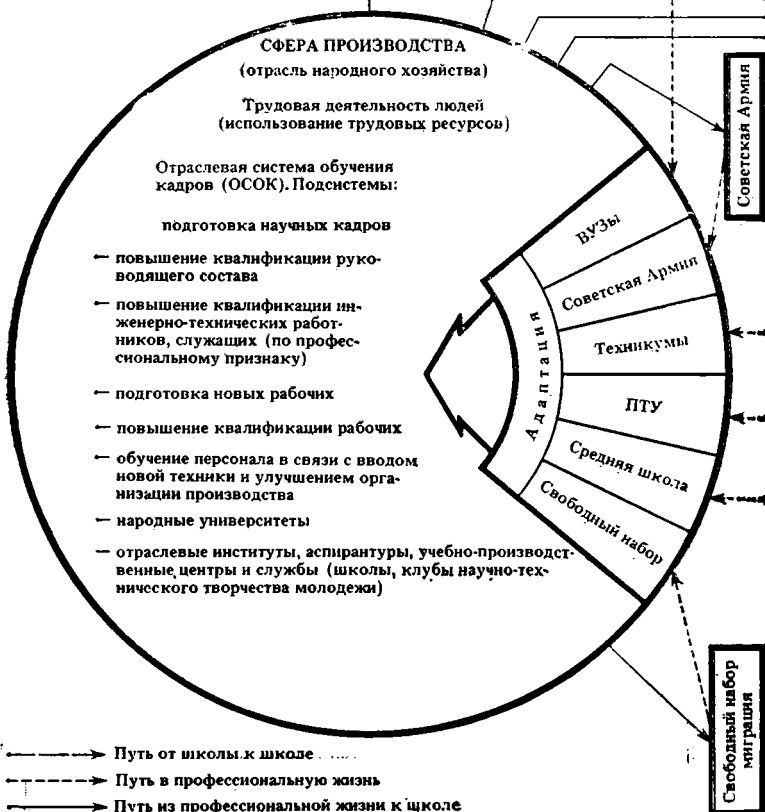 СФЕРА ПРОИЗВОДСТВА
(отрасль народного хозяйства)
Трудовая деятельность людей
(использование трудовых ресурсов)
Отраслевая система обучения
кадров (ОСОК). Подсистемы:
подготовка научных кадров
— повышение квалификации руко-
водящего состава
— повышение квалификации ин-
женерно-технических работ-
ников, служащих (по профес-
сиональному признаку)
— подготовка новых рабочих
— повышение квалификации рабочих
— обучение персонала в связи с вводом
новой техники и улучшением орга-
низации производства
— народные университеты
— отраслевые институты, аспирантуры, учебно-производст-
венные центры и службы (школы, клубы научно-тех-
нического творчества молодежи)
Адаптация
ВУЗы
Советская Армия
Техникумы
ПТУ
Средняя школа
Свободный набор
Советская Армия
Свободный набор
миграция
Путь от школы к школе
Путь в профессиональную жизнь
Путь из профессиональной жизни к школе